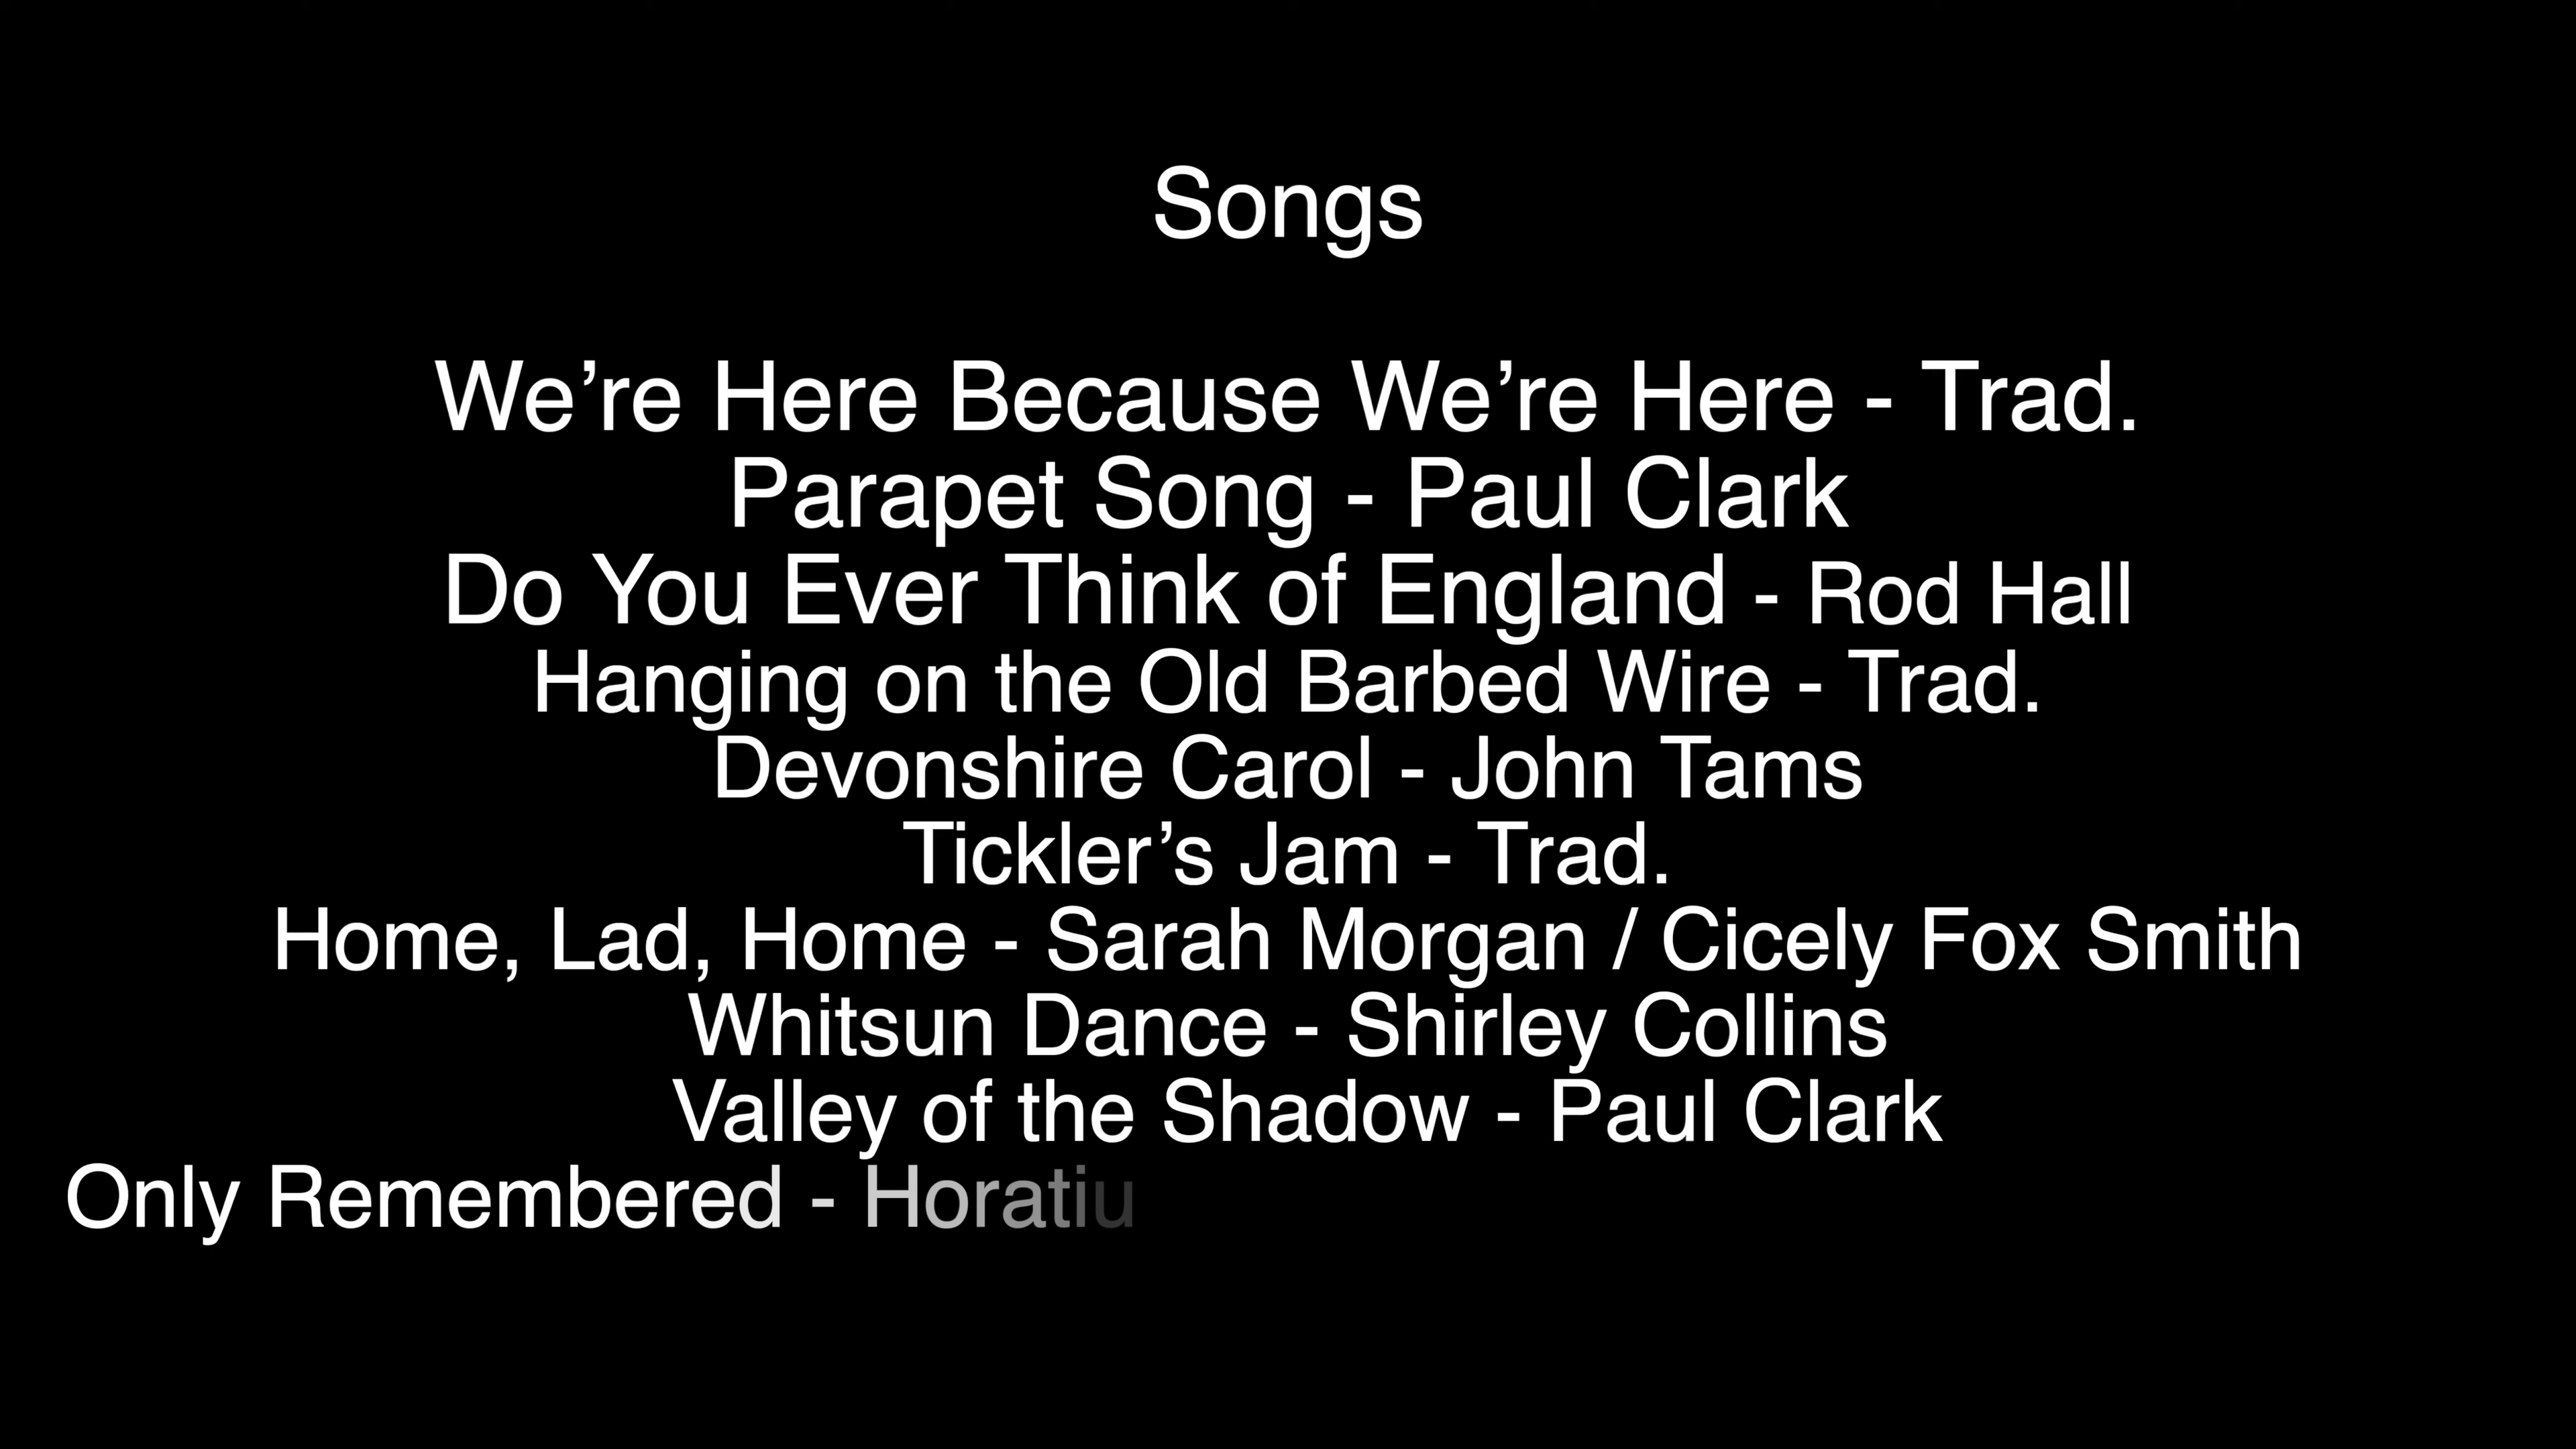 Songs
We’re Here Because We’re Here - Trad.
Parapet Song - Paul Clark
Do You Ever Think of England - Rod Hall
Hanging on the Old Barbed Wire - Trad.
Devonshire Carol - John Tams
Tickler’s Jam - Trad.
Home, Lad, Home - Sarah Morgan / Cicely Fox Smith
Whitsun Dance - Shirley Collins
Valley of the Shadow - Paul Clark
Only Remembered - Horatiu